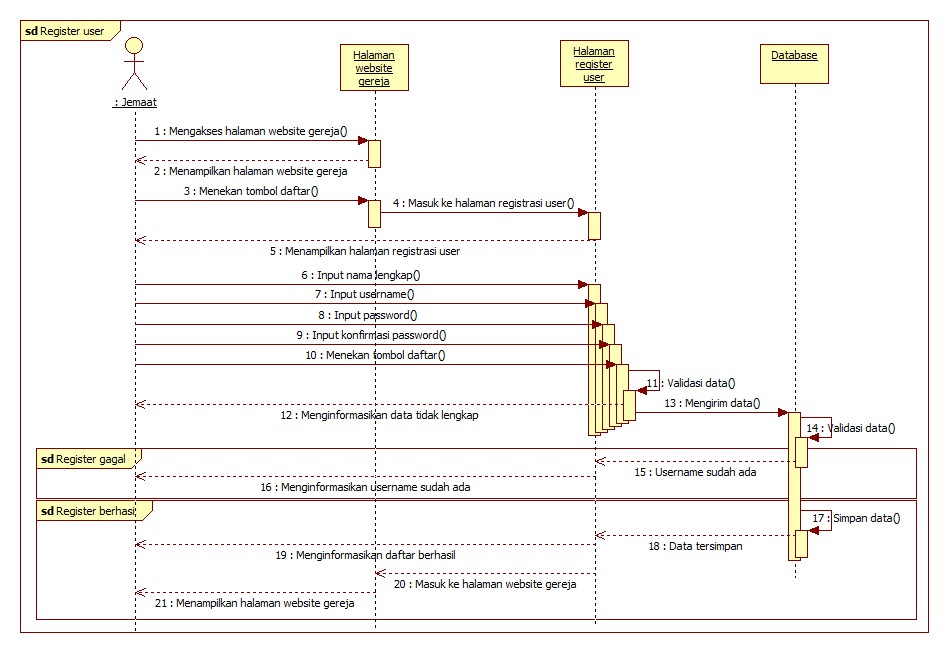 sd Register user
: Jemaat
Halaman
website
gereja
Halaman
register
user
Database
1 : Mengakses halaman website gereja()
2 : Menampilkan halaman website gereja
3 : Menekan tombol daftar()
4 : Masuk ke halaman registrasi user()
5 : Menampilkan halaman registrasi user
6 : Input nama lengkap()
7 : Input username()
8 : Input password()
9 : Input konfirmasi password()
10 : Menekan tombol daftar()
11 : Validasi data()
12 : Menginformasikan data tidak lengkap
13 : Mengirim data()
14 : Validasi data()
sd Register gagal
15 : Username sudah ada
16 : Menginformasikan username sudah ada
sd Register berhasi
17 : Simpan data()
18 : Data tersimpan
19 : Menginformasikan daftar berhasil
20 : Masuk ke halaman website gereja
21 : Menampilkan halaman website gereja